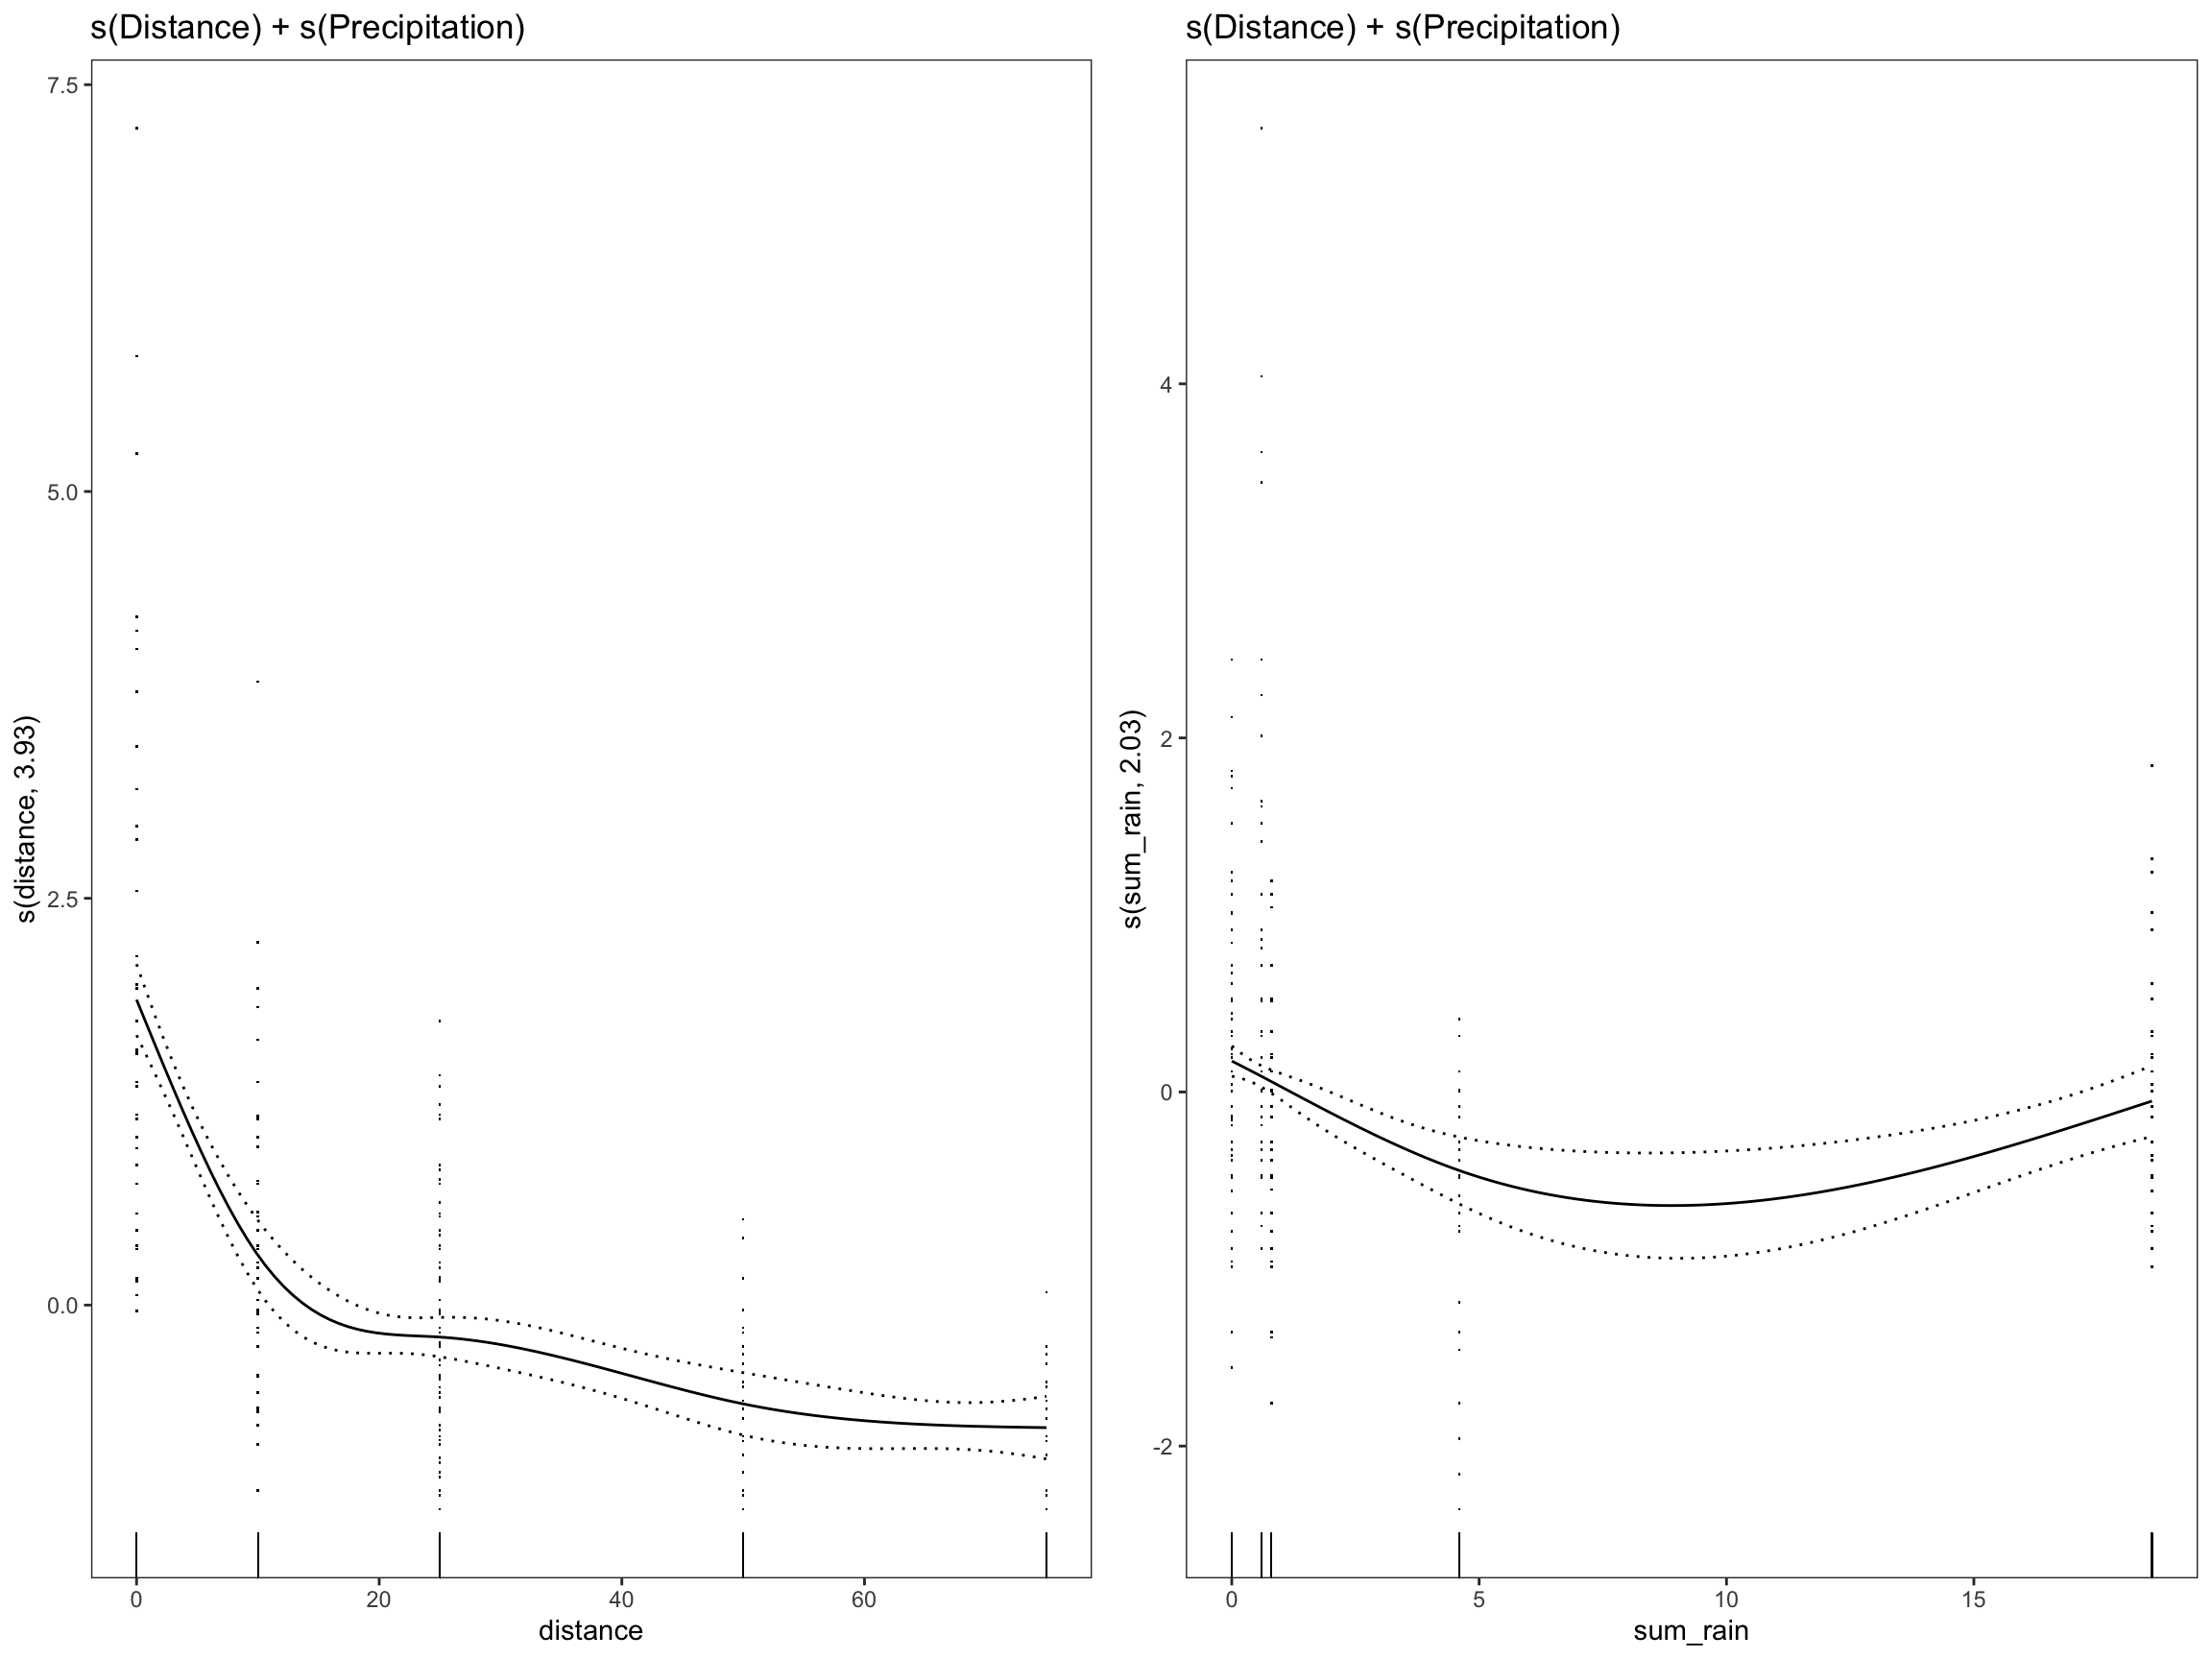 s(Distance) + s(Precipitation)
7.5
5.0
2.5
0.0
s(distance, 3.93)
0
20
40
60
distance
s(Distance) + s(Precipitation)
4
2
0
-2
s(sum_rain, 2.03)
0
5
10
15
sum_rain